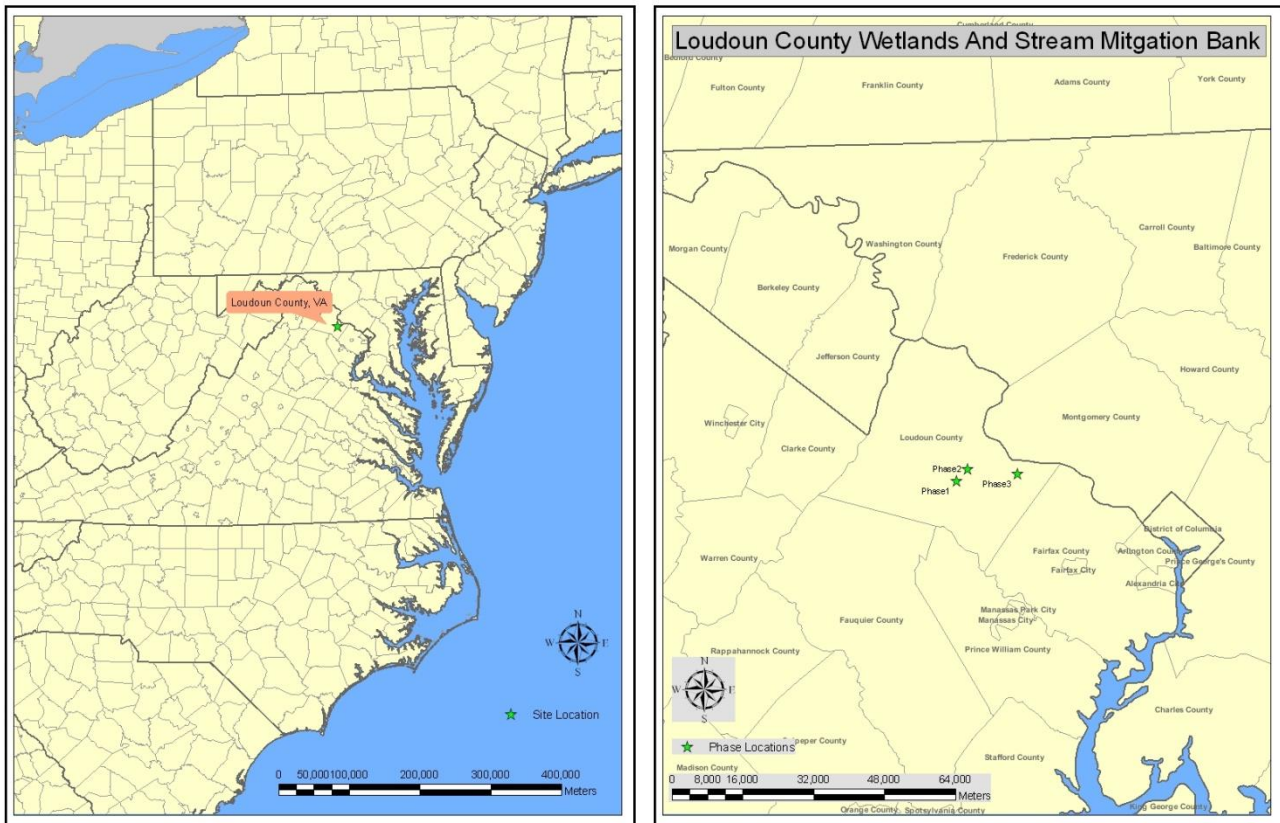 Loudoun County, VA
N
W E
S
Site Location
0 50,000 100,000 200,000 300,000 400,000
Meters
Loudoun County Wetlands And Stream Mitgation Bank
Cumberland County
Bedford County
Fulton County
Franklin County
Adams County
York County
Morgan County
Washington County
Frederick County
Carroll County
Baltimore County
Berkeley County
Jefferson County
Howard County
Winchester City
Clarke County
Loudoun County
Montgomery County
Phase2
Phase1
Phase3
District of Columbia
Warren County
Fairfax County
Arlington County
Prince George's County
Fairfax City
Alexandria City
Manassas Park City
Manassas City
Fauquier County
Prince William County
Rappahannock County
N
W E
S
Charles County
Phase Locations
Culpeper County
Stafford County
Madison County
0 8,000 16,000 32,000 48,000 64,000
Meters
Orange County
Spotsylvania County
King George County